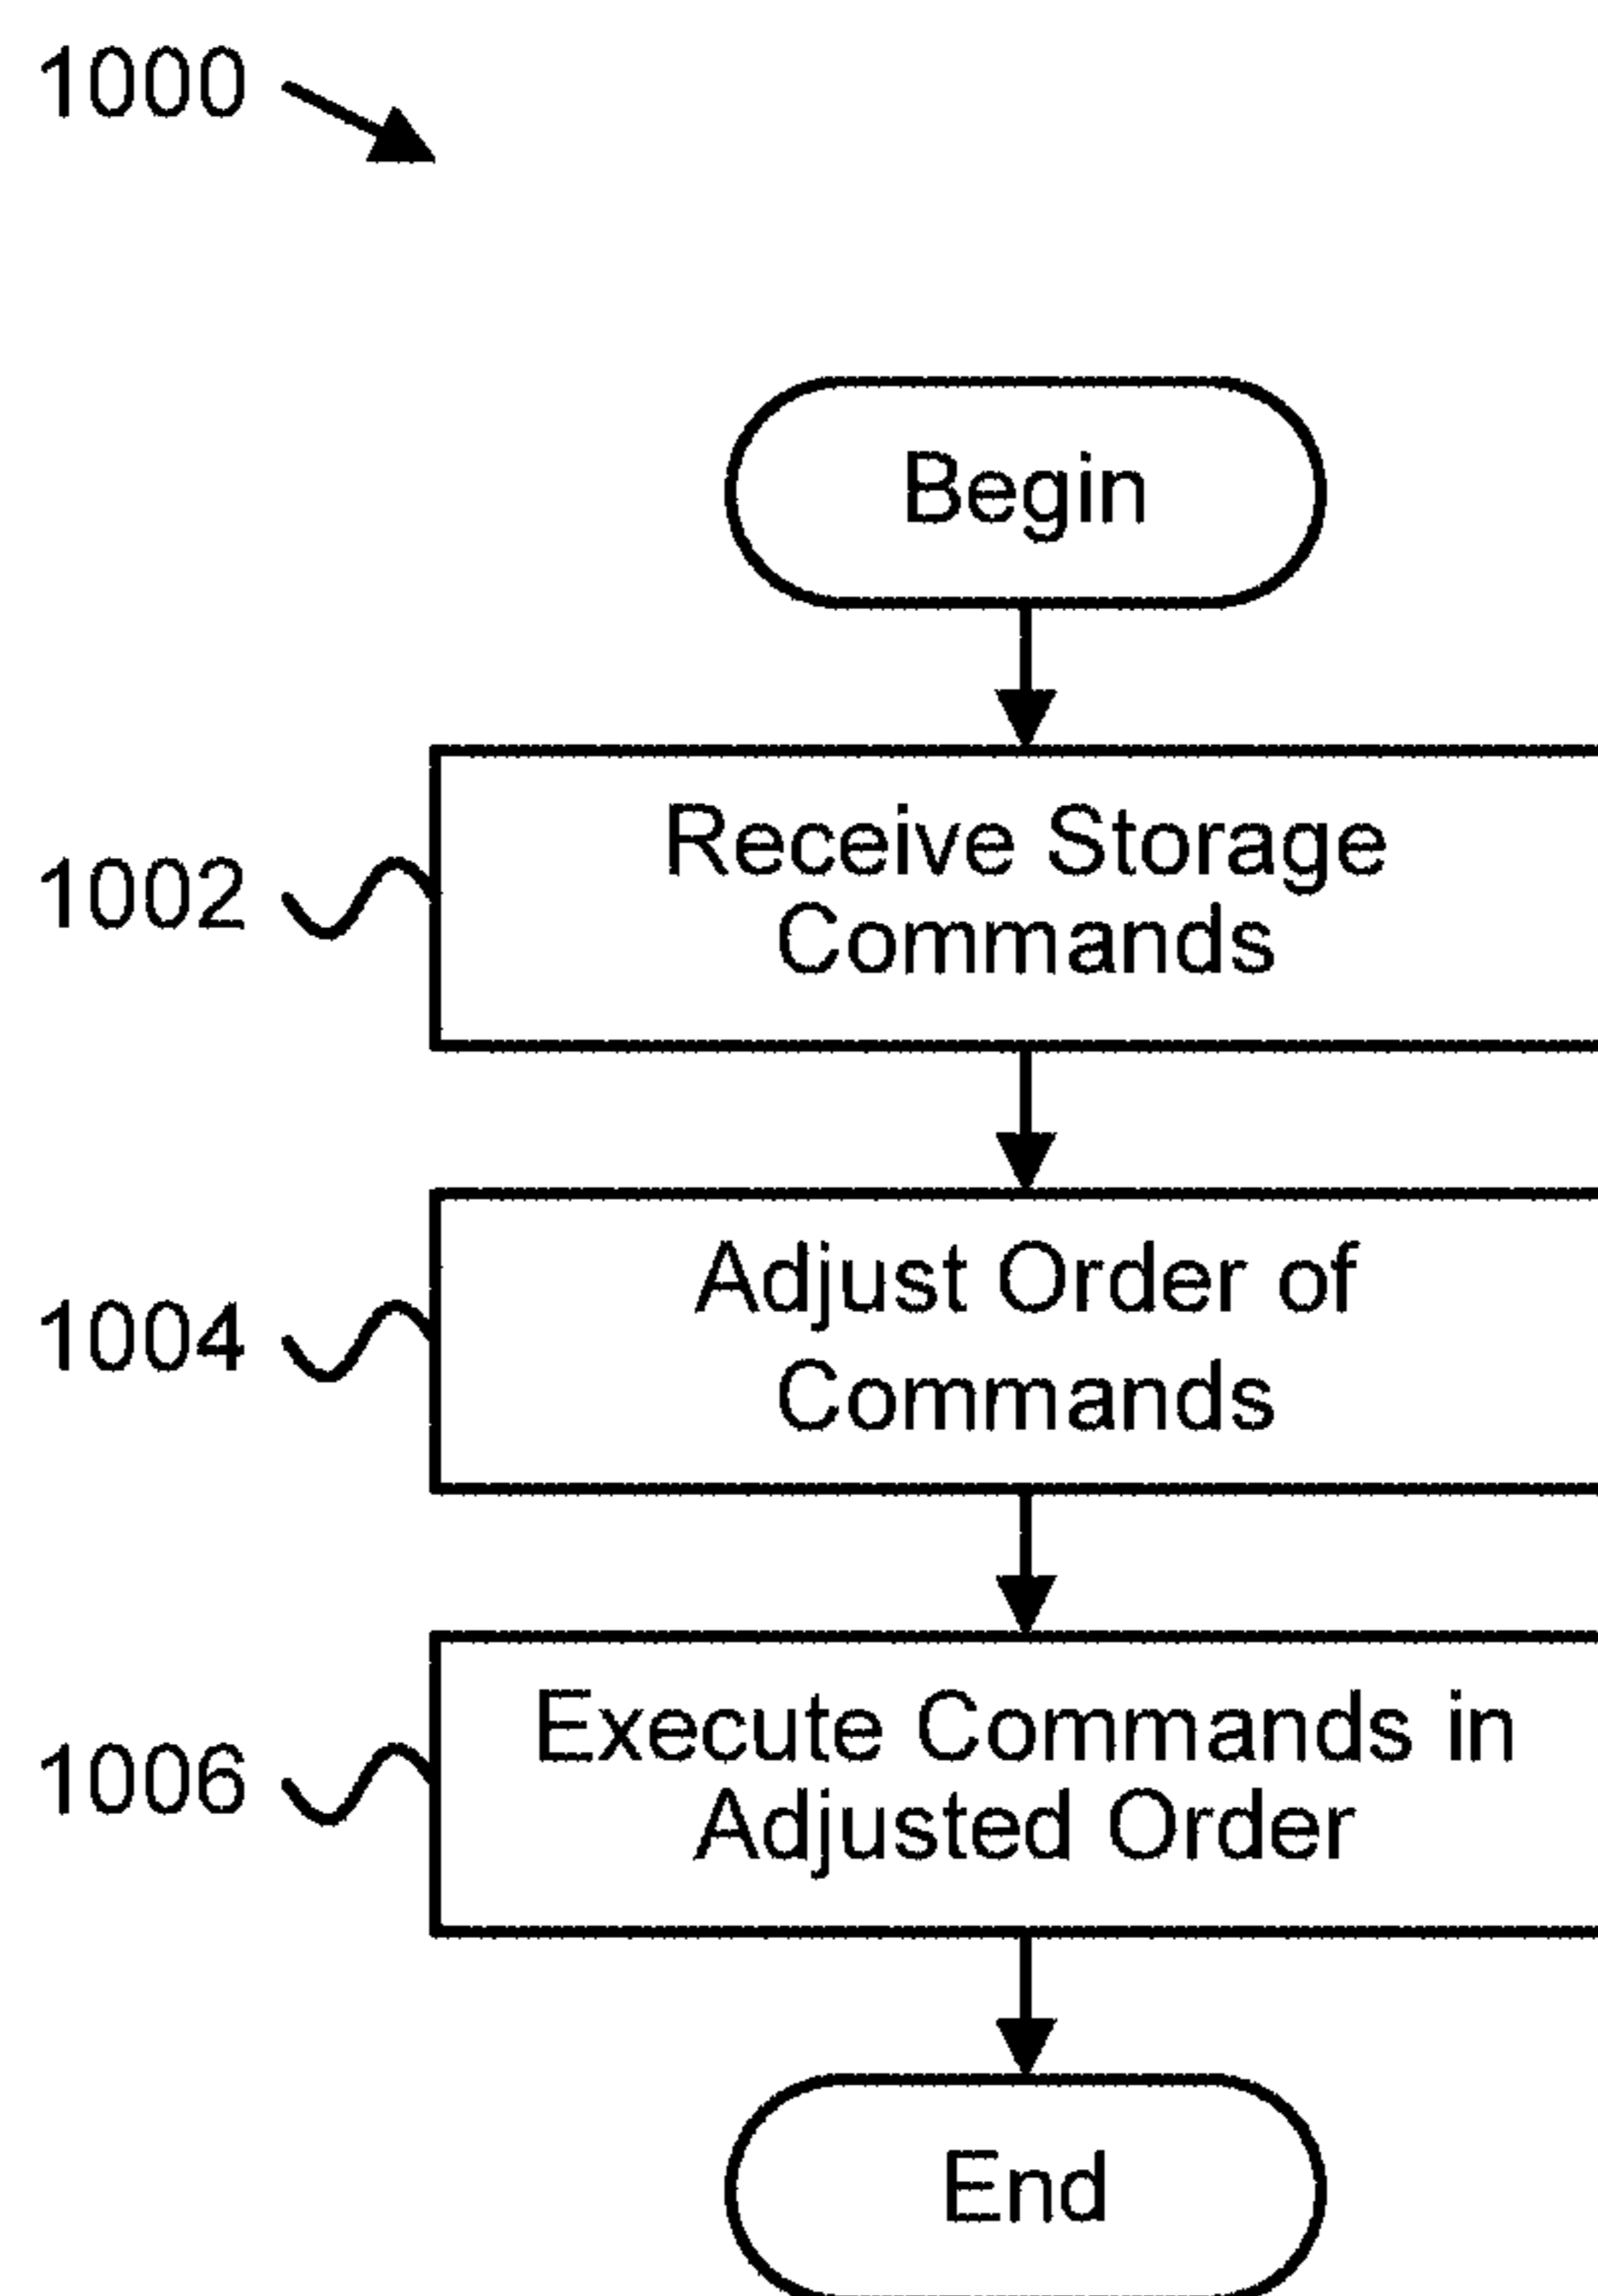 1000
Begin
1002
Receive Storage
Commands
1004
Adjust Order of
Commands
1006
Execute Commands in
Adjusted Order
End